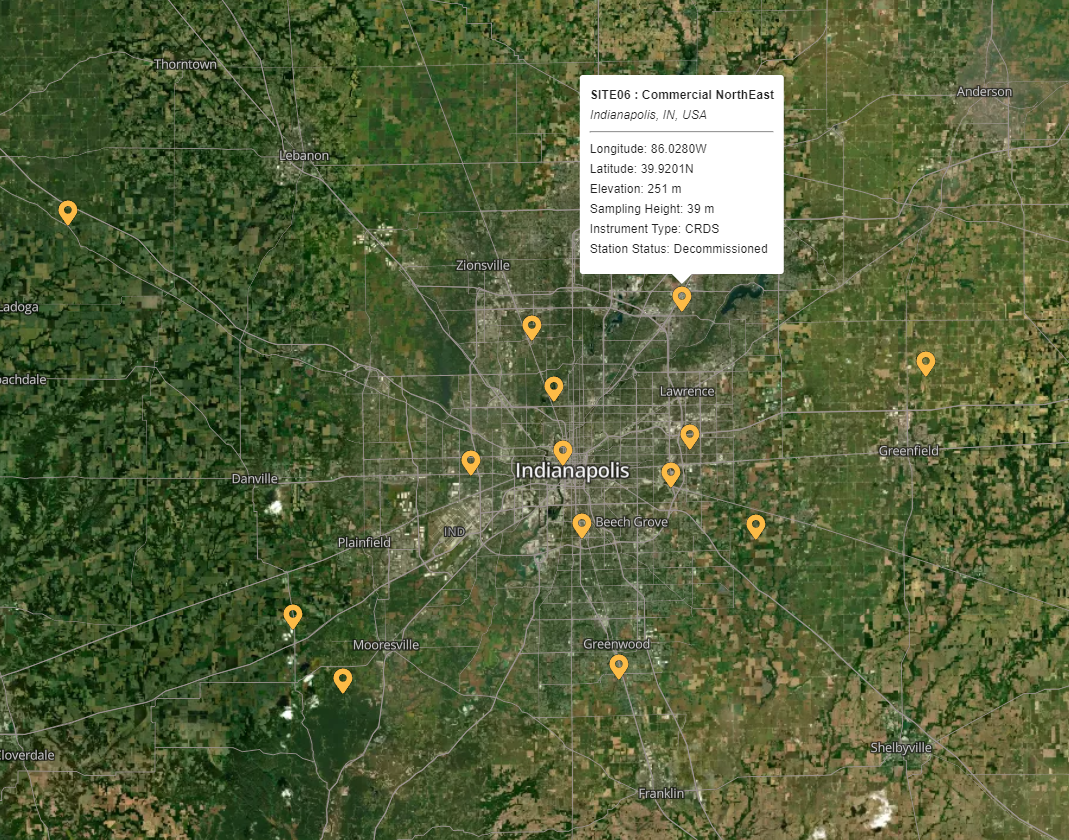 Thorntown
Anderson
SITE06 : Commercial NorthEast
Indianapolis, IN, USA
Longitude: 86.0280W
Latitude: 39.9201N
Elevation: 251 m
Sampling Height: 39 m
Instrument Type: CRDS
Station Status: Decommissioned
Lebanon
Zionsville
Ladoga
oachdale
Lawrence
Greenfield
Indianapolis
Danville
Beech Grove
IND
Plainfield
Mooresville
Greenwood
Shelbyville
Cloverdale
Franklin